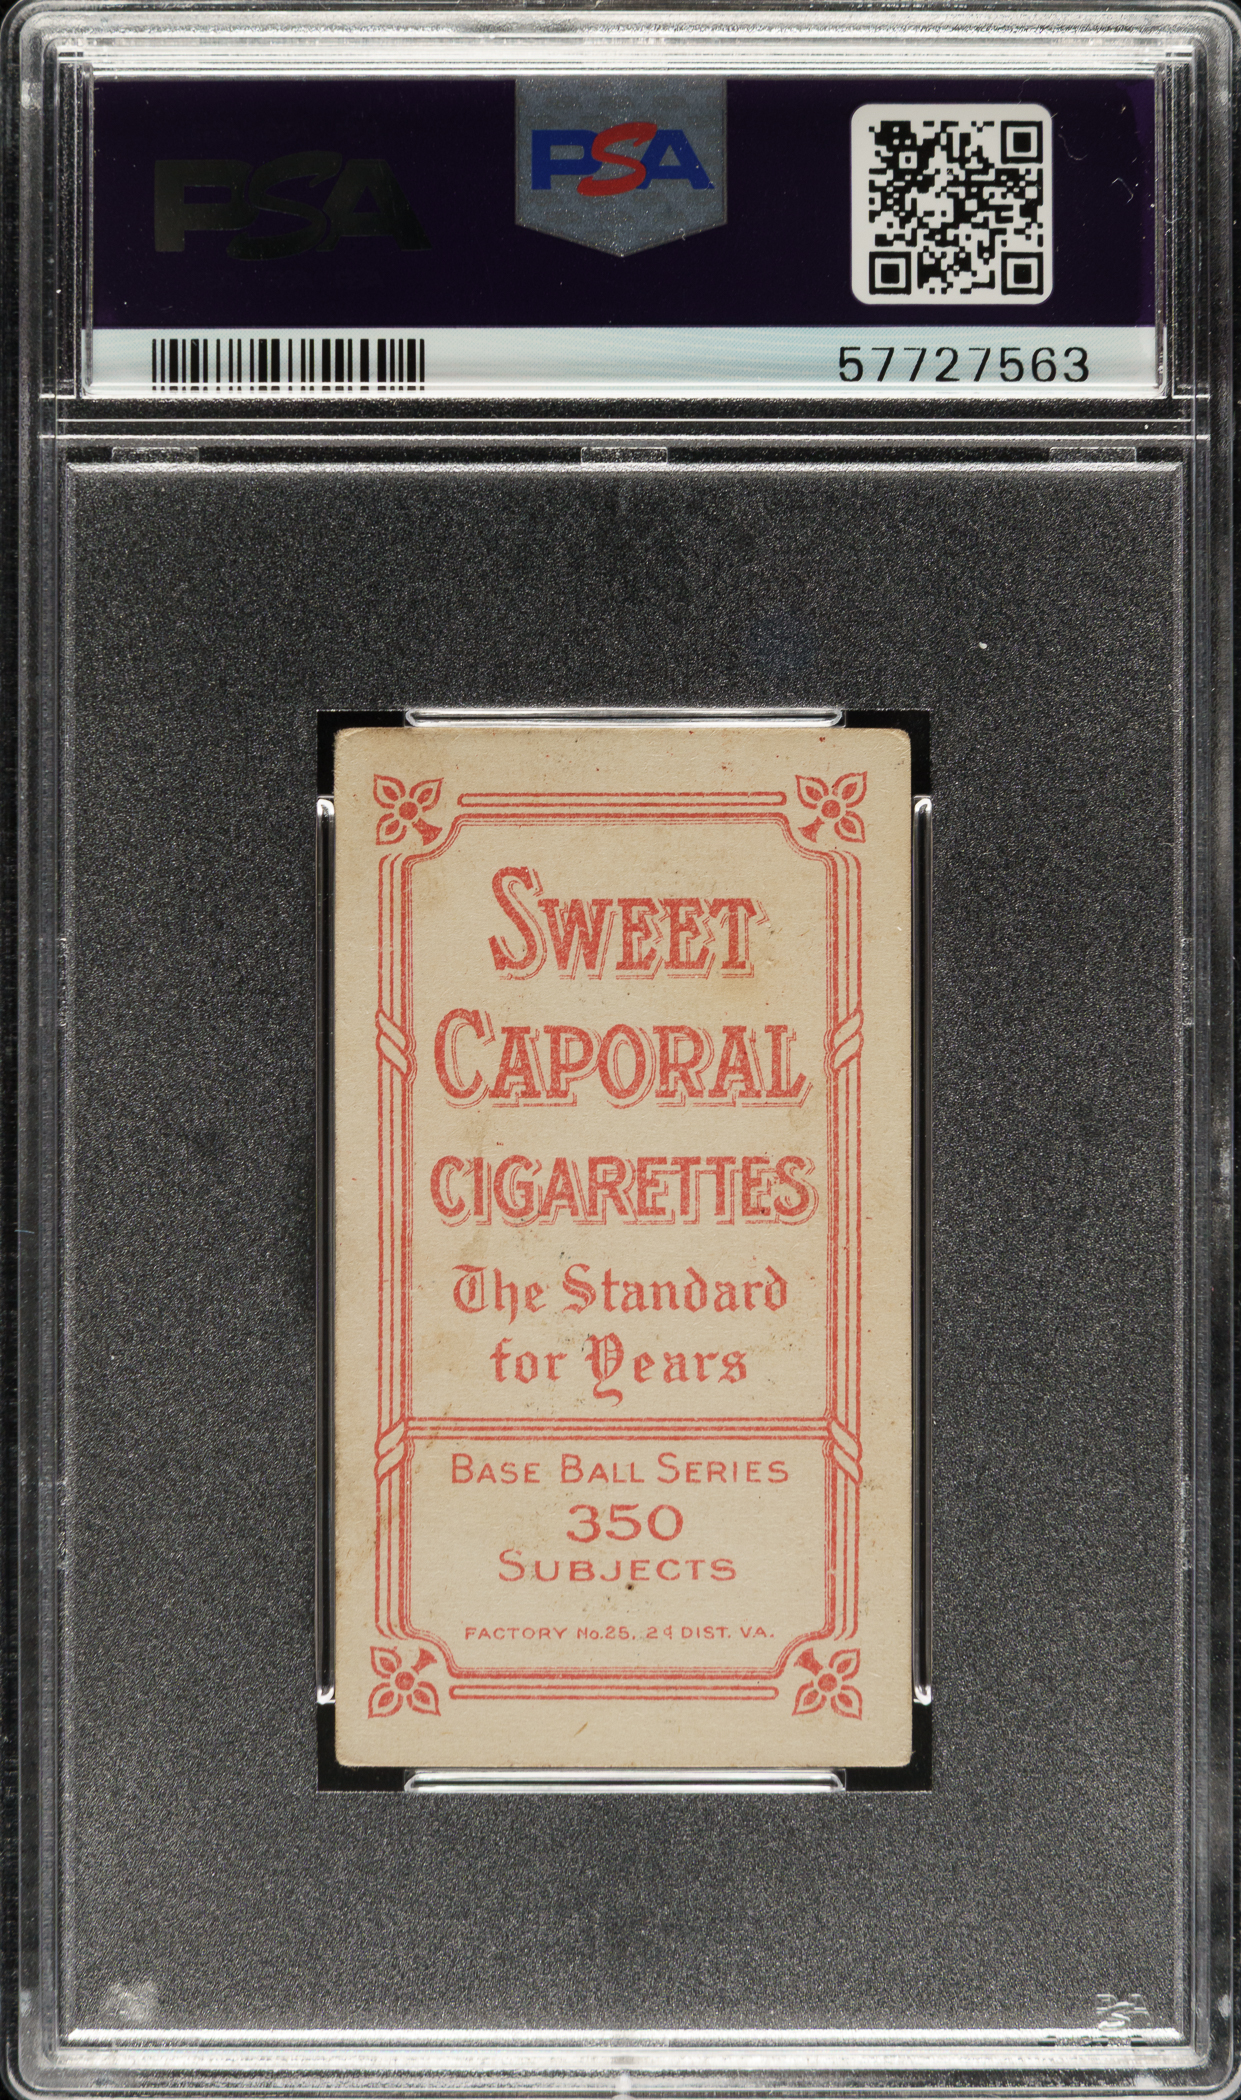 PSA
PSA
57727563
SWEET
CAPORAL
CIGARETTES
The Standard
for Years
BASE BALL SERIES
350
SUBJECTS
FACTORY No.25, 2d DIST. VA.